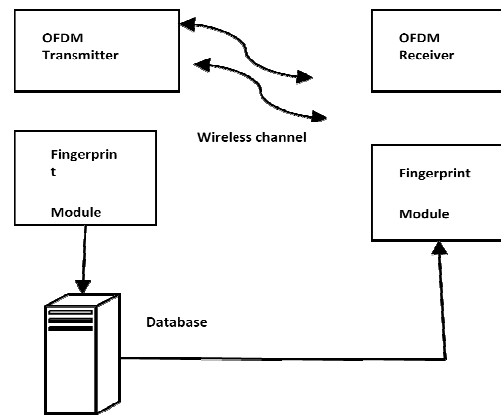 OFDM
Transmitter
OFDM
Receiver
Wireless channel
Fingerprin
t
Module
Fingerprint
Module
Database